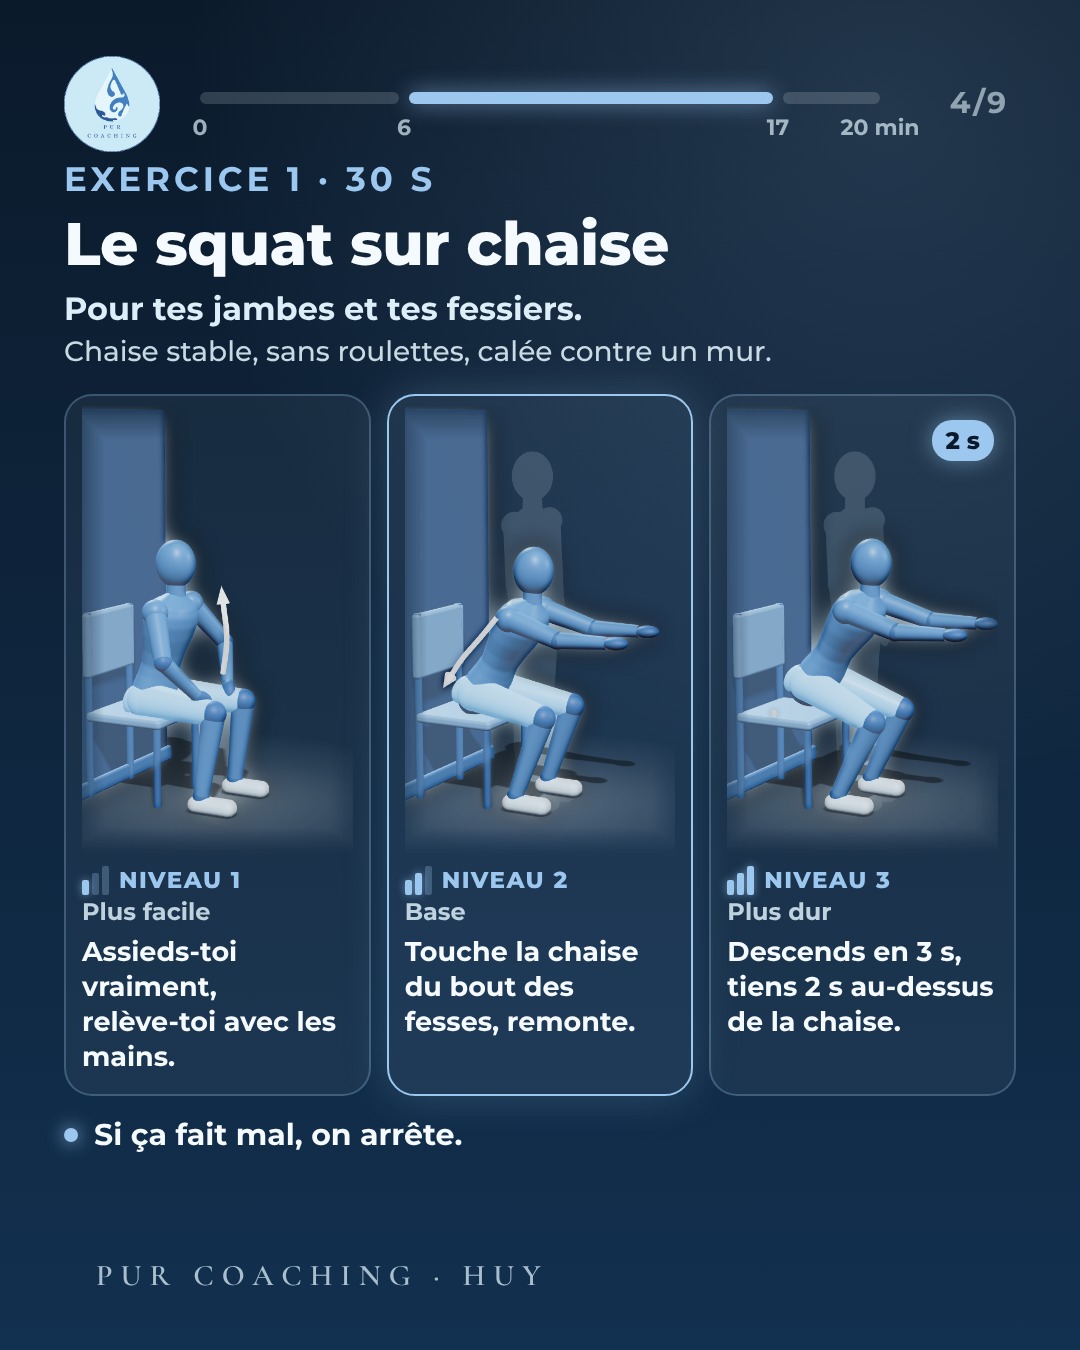 PUR
COACHING
0 6 17 20 min
4/9
EXERCICE 1 · 30 S
Le squat sur chaise
Pour tes jambes et tes fessiers.
Chaise stable, sans roulettes, calée contre un mur.
NIVEAU 1
Plus facile
Assieds-toi
vraiment,
relève-toi avec les
mains.
NIVEAU 2
Base
Touche la chaise
du bout des
fesses, remonte.
2 s
NIVEAU 3
Plus dur
Descends en 3 s,
tiens 2 s au-dessus
de la chaise.
Si ça fait mal, on arrête.
PUR COACHING · HUY